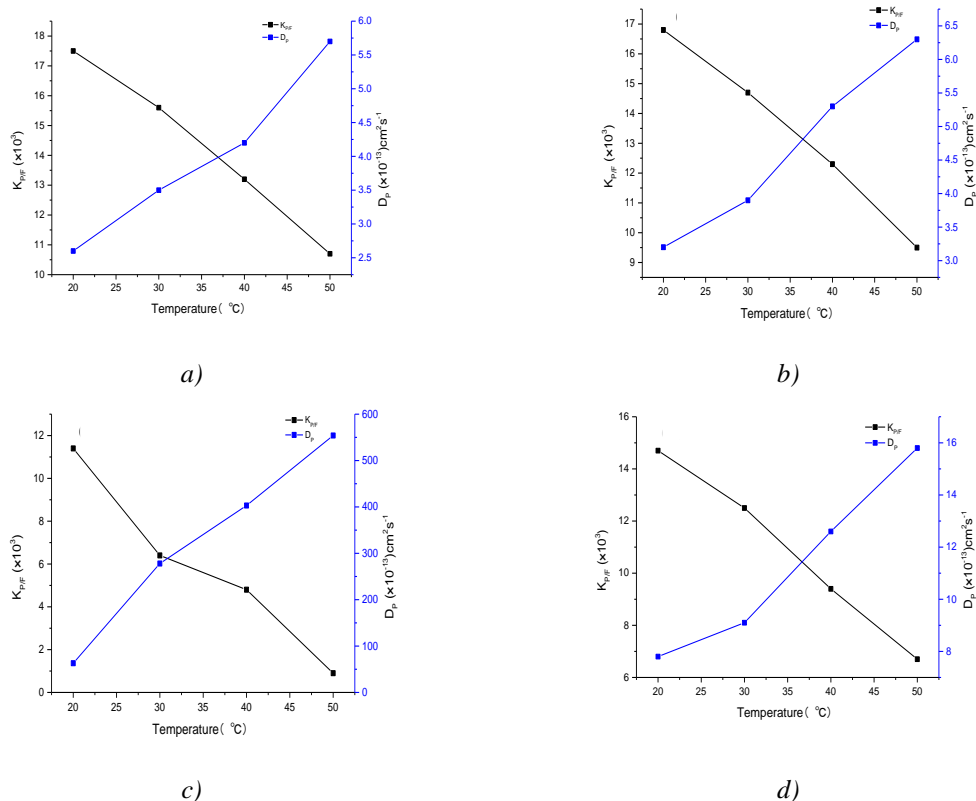 K_P/F
D_P
18
17
16
15
14
13
12
11
10
K_P/F (×10³)
6.0
5.5
5.0
4.5
4.0
3.5
3.0
2.5
D_P (×10⁻¹³)cm²s⁻¹
20 25 30 35 40 45 50
Temperature( °C)
a)
K_P/F
D_P
17
16
15
14
13
12
11
10
9
K_P/F (×10³)
6.5
6.0
5.5
5.0
4.5
4.0
3.5
3.0
D_P (×10⁻¹³)cm²s⁻¹
20 25 30 35 40 45 50
Temperature( °C)
b)
K_P/F
D_P
12
10
8
6
4
2
0
K_P/F (×10³)
600
500
400
300
200
100
0
D_P (×10⁻¹³)cm²s⁻¹
20 25 30 35 40 45 50
Temperature( °C)
c)
K_P/F
D_P
16
14
12
10
8
6
K_P/F (×10³)
16
14
12
10
8
D_P (×10⁻¹³)cm²s⁻¹
20 25 30 35 40 45 50
Temperature( °C)
d)